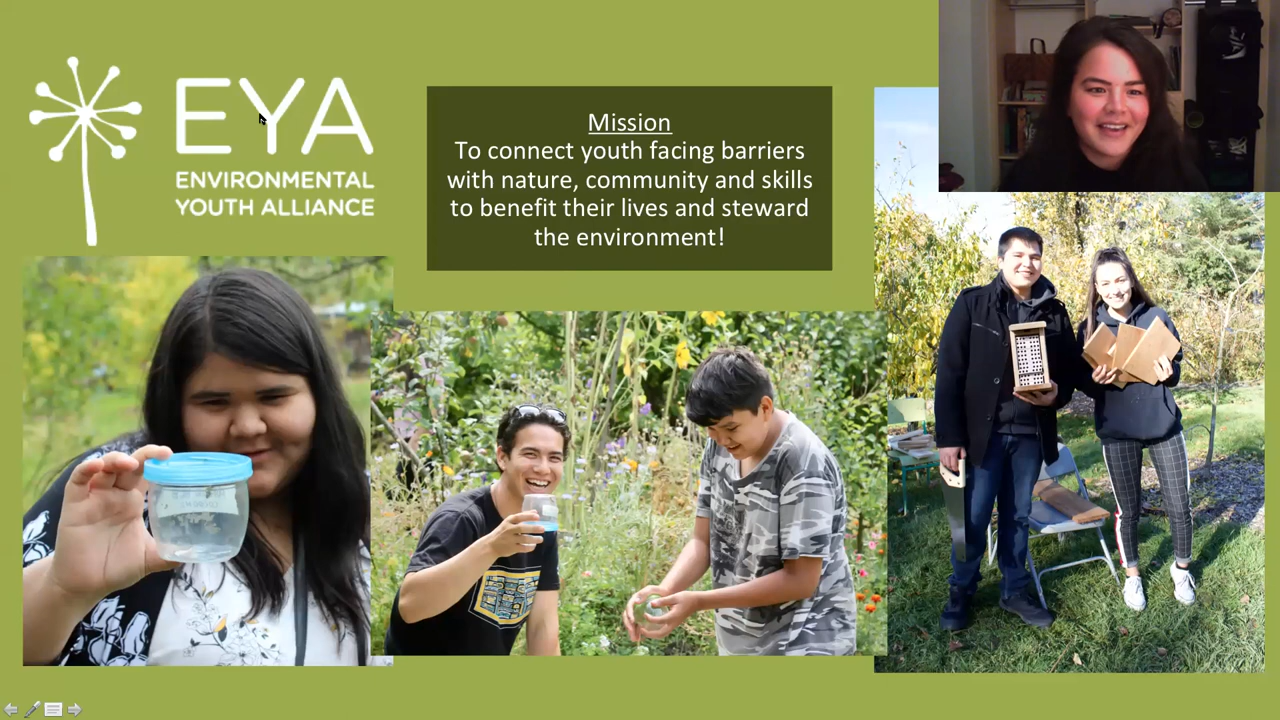 EYA
ENVIRONMENTAL
YOUTH ALLIANCE
Mission
To connect youth facing barriers
with nature, community and skills
to benefit their lives and steward
the environment!